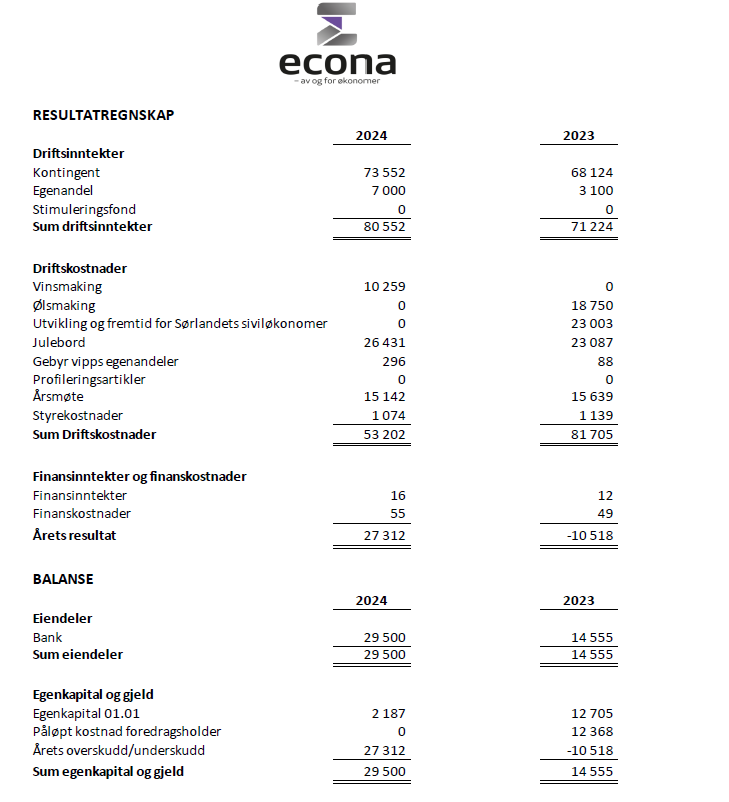 econa
– av og for økonomer
RESULTATREGNSKAP
2024 2023
Driftsinntekter
Kontingent 73 552 68 124
Egenandel 7 000 3 100
Stimuleringsfond 0 0
Sum driftsinntekter 80 552 71 224
Driftskostnader
Vinsmaking 10 259 0
Ølsmaking 0 18 750
Utvikling og fremtid for Sørlandets siviløkonomer 0 23 003
Julebord 26 431 23 087
Gebyr vipps egenandeler 296 88
Profileringsartikler 0 0
Årsmøte 15 142 15 639
Styrekostnader 1 074 1 139
Sum Driftskostnader 53 202 81 705
Finansinntekter og finanskostnader
Finansinntekter 16 12
Finanskostnader 55 49
Årets resultat 27 312 -10 518
BALANSE
2024 2023
Eiendeler
Bank 29 500 14 555
Sum eiendeler 29 500 14 555
Egenkapital og gjeld
Egenkapital 01.01 2 187 12 705
Påløpt kostnad foredragsholder 0 12 368
Årets overskudd/underskudd 27 312 -10 518
Sum egenkapital og gjeld 29 500 14 555